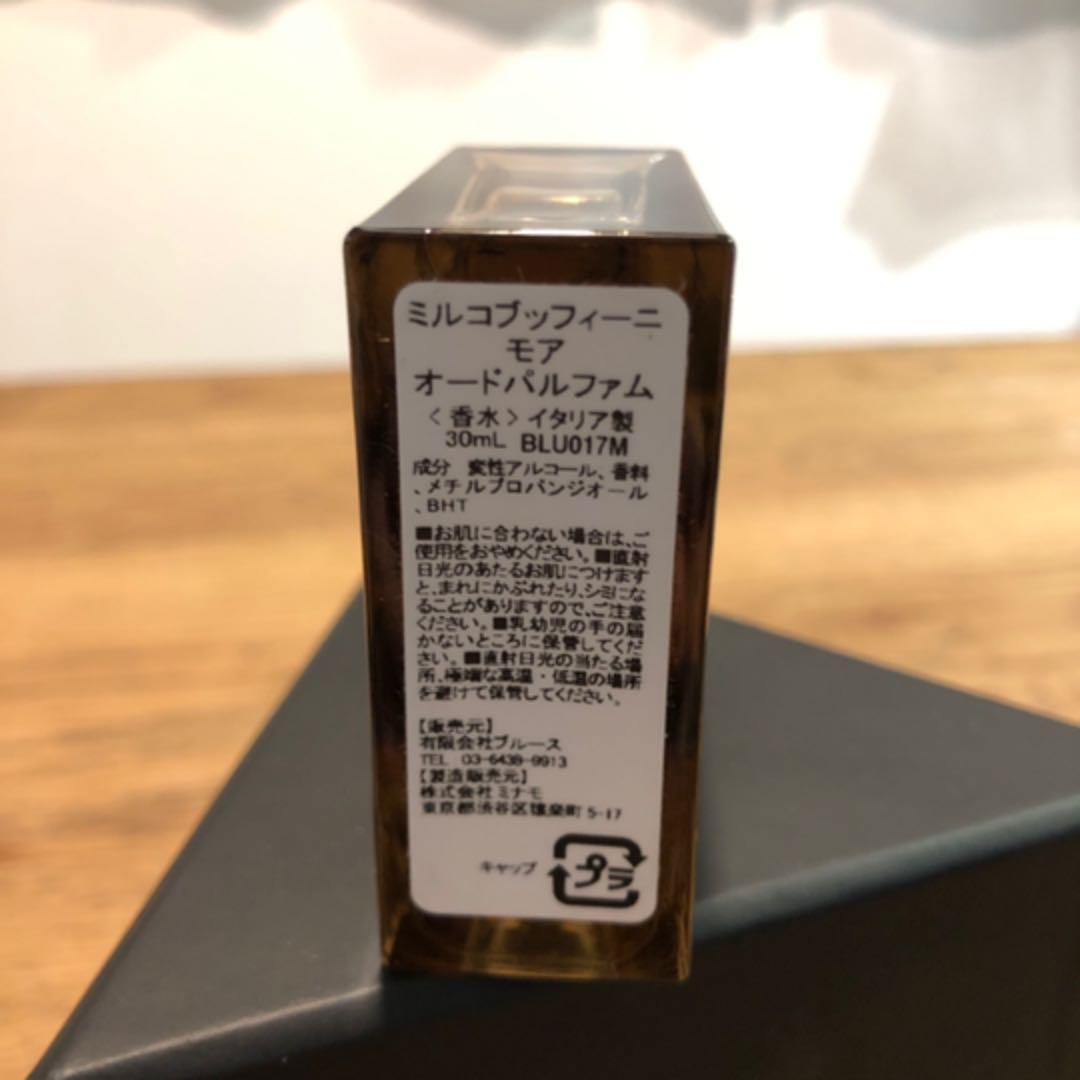 ミルコブッフィーニ
モア
オードパルファム
〈香水〉イタリア製
30mL BLU017M
成分 変性アルコール、香料
、メチルプロパンジオール
、BHT
■お肌に合わない場合は、ご
使用をおやめください。■直射
日光のあたるお肌につけます
と、まれにかぶれたり、シミにな
ることがありますので、ご注意
ください。■乳幼児の手の届
かないところに保管してくだ
さい。■直射日光の当たる場
所、極端な高温・低温の場所
を避けて保管してください。
【販売元】
有限会社ブルース
TEL 03-6438-9913
【製造販売元】
株式会社ミナモ
東京都渋谷区鶯泉町 5-17
キャップ プラ